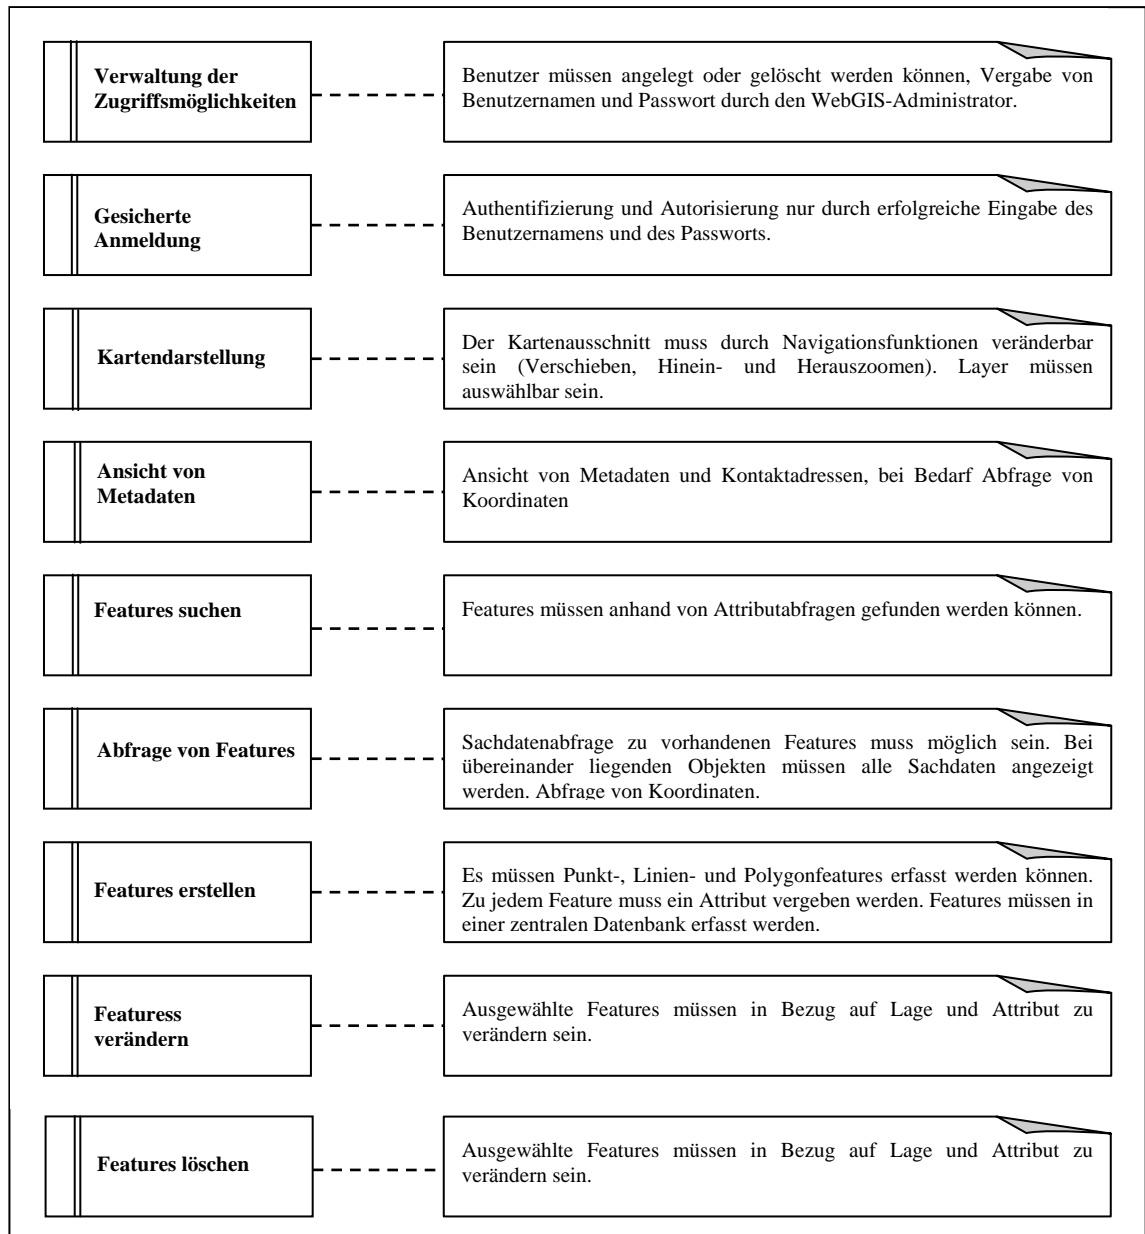 Verwaltung der
Zugriffsmöglichkeiten
Benutzer müssen angelegt oder gelöscht werden können, Vergabe von
Benutzernamen und Passwort durch den WebGIS-Administrator.
Gesicherte
Anmeldung
Authentifizierung und Autorisierung nur durch erfolgreiche Eingabe des
Benutzernamens und des Passworts.
Kartendarstellung
Der Kartenausschnitt muss durch Navigationsfunktionen veränderbar
sein (Verschieben, Hinein- und Herauszoomen). Layer müssen
auswählbar sein.
Ansicht von
Metadaten
Ansicht von Metadaten und Kontaktadressen, bei Bedarf Abfrage von
Koordinaten
Features suchen
Features müssen anhand von Attributabfragen gefunden werden können.
Abfrage von Features
Sachdatenabfrage zu vorhandenen Features muss möglich sein. Bei
übereinander liegenden Objekten müssen alle Sachdaten angezeigt
werden. Abfrage von Koordinaten.
Features erstellen
Es müssen Punkt-, Linien- und Polygonfeatures erfasst werden können.
Zu jedem Feature muss ein Attribut vergeben werden. Features müssen in
einer zentralen Datenbank erfasst werden.
Featuress
verändern
Ausgewählte Features müssen in Bezug auf Lage und Attribut zu
verändern sein.
Features löschen
Ausgewählte Features müssen in Bezug auf Lage und Attribut zu
verändern sein.